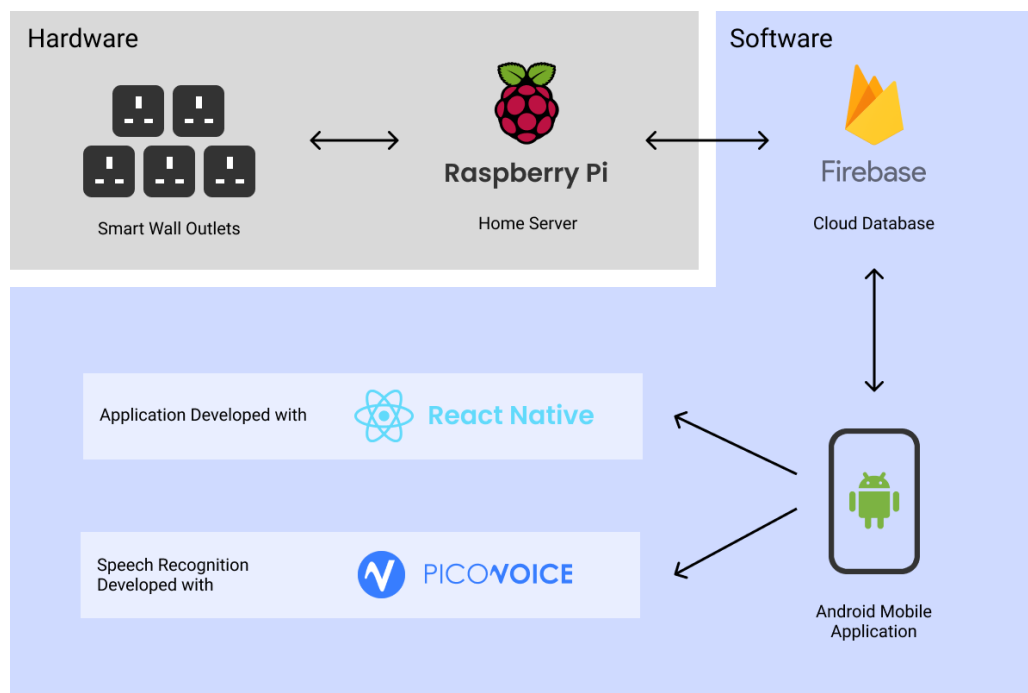 Hardware
Software
Raspberry Pi
Firebase
Smart Wall Outlets
Home Server
Cloud Database
Application Developed with
React Native
Speech Recognition
Developed with
PICOVOICE
Android Mobile
Application